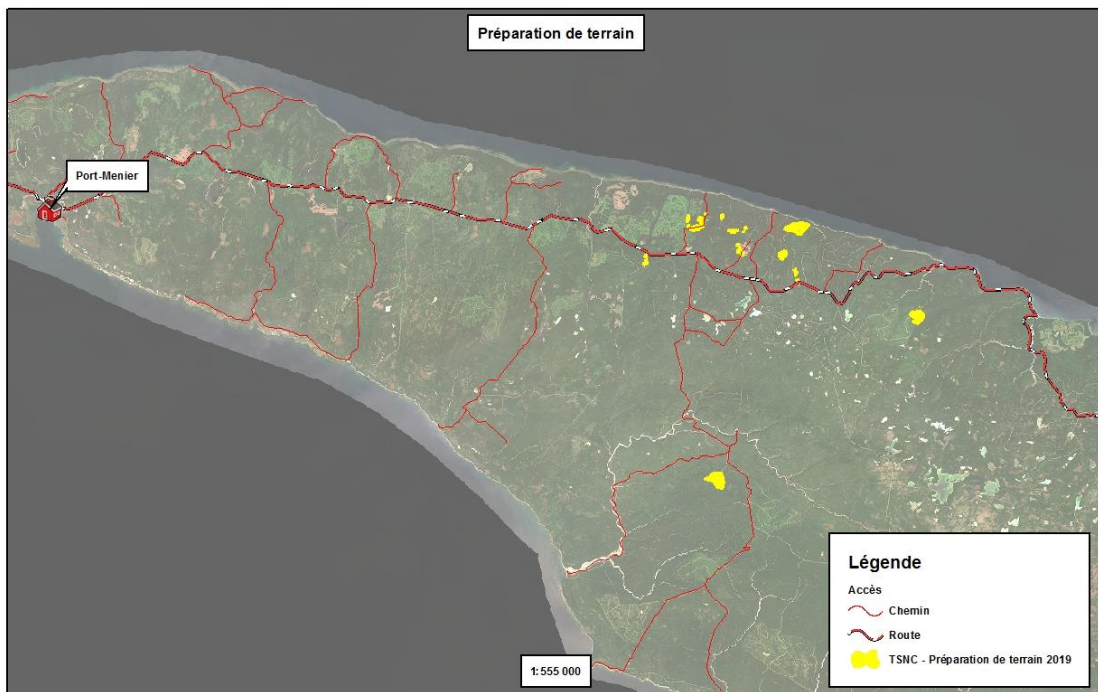 Préparation de terrain
Port-Menier
Légende
Accès
Chemin
Route
TSNC - Préparation de terrain 2019
1:555 000